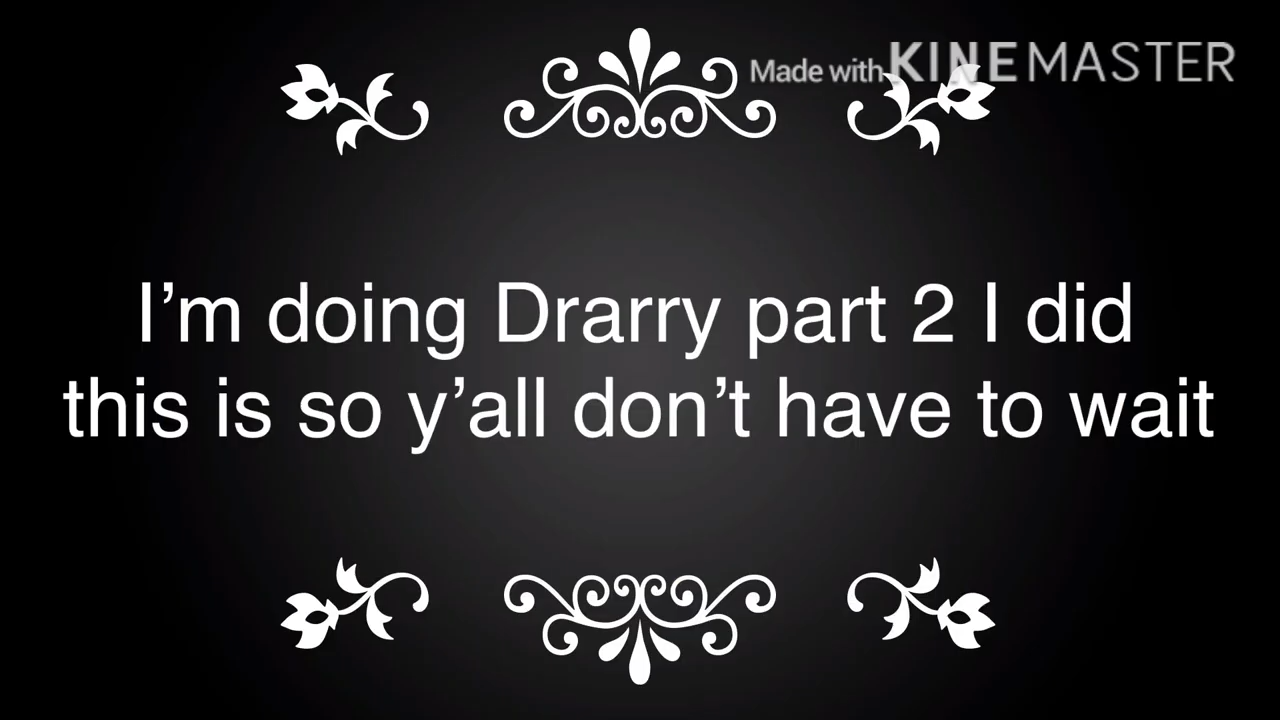 Made with KINEMASTER
I’m doing Drarry part 2 I did
this is so y’all don’t have to wait